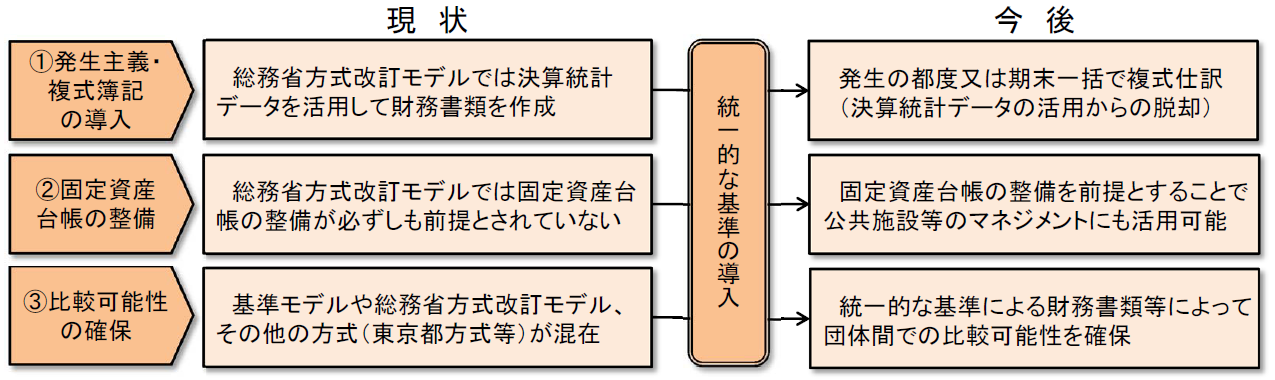 現 状
今 後
①発生主義・
複式簿記
の導入
総務省方式改訂モデルでは決算統計
データを活用して財務書類を作成
発生の都度又は期末一括で複式仕訳
（決算統計データの活用からの脱却）
②固定資産
台帳の整備
総務省方式改訂モデルでは固定資産台
帳の整備が必ずしも前提とされていない
固定資産台帳の整備を前提とすることで
公共施設等のマネジメントにも活用可能
③比較可能性
の確保
基準モデルや総務省方式改訂モデル、
その他の方式（東京都方式等）が混在
統一的な基準による財務書類等によって
団体間での比較可能性を確保
統一的な基準の導入